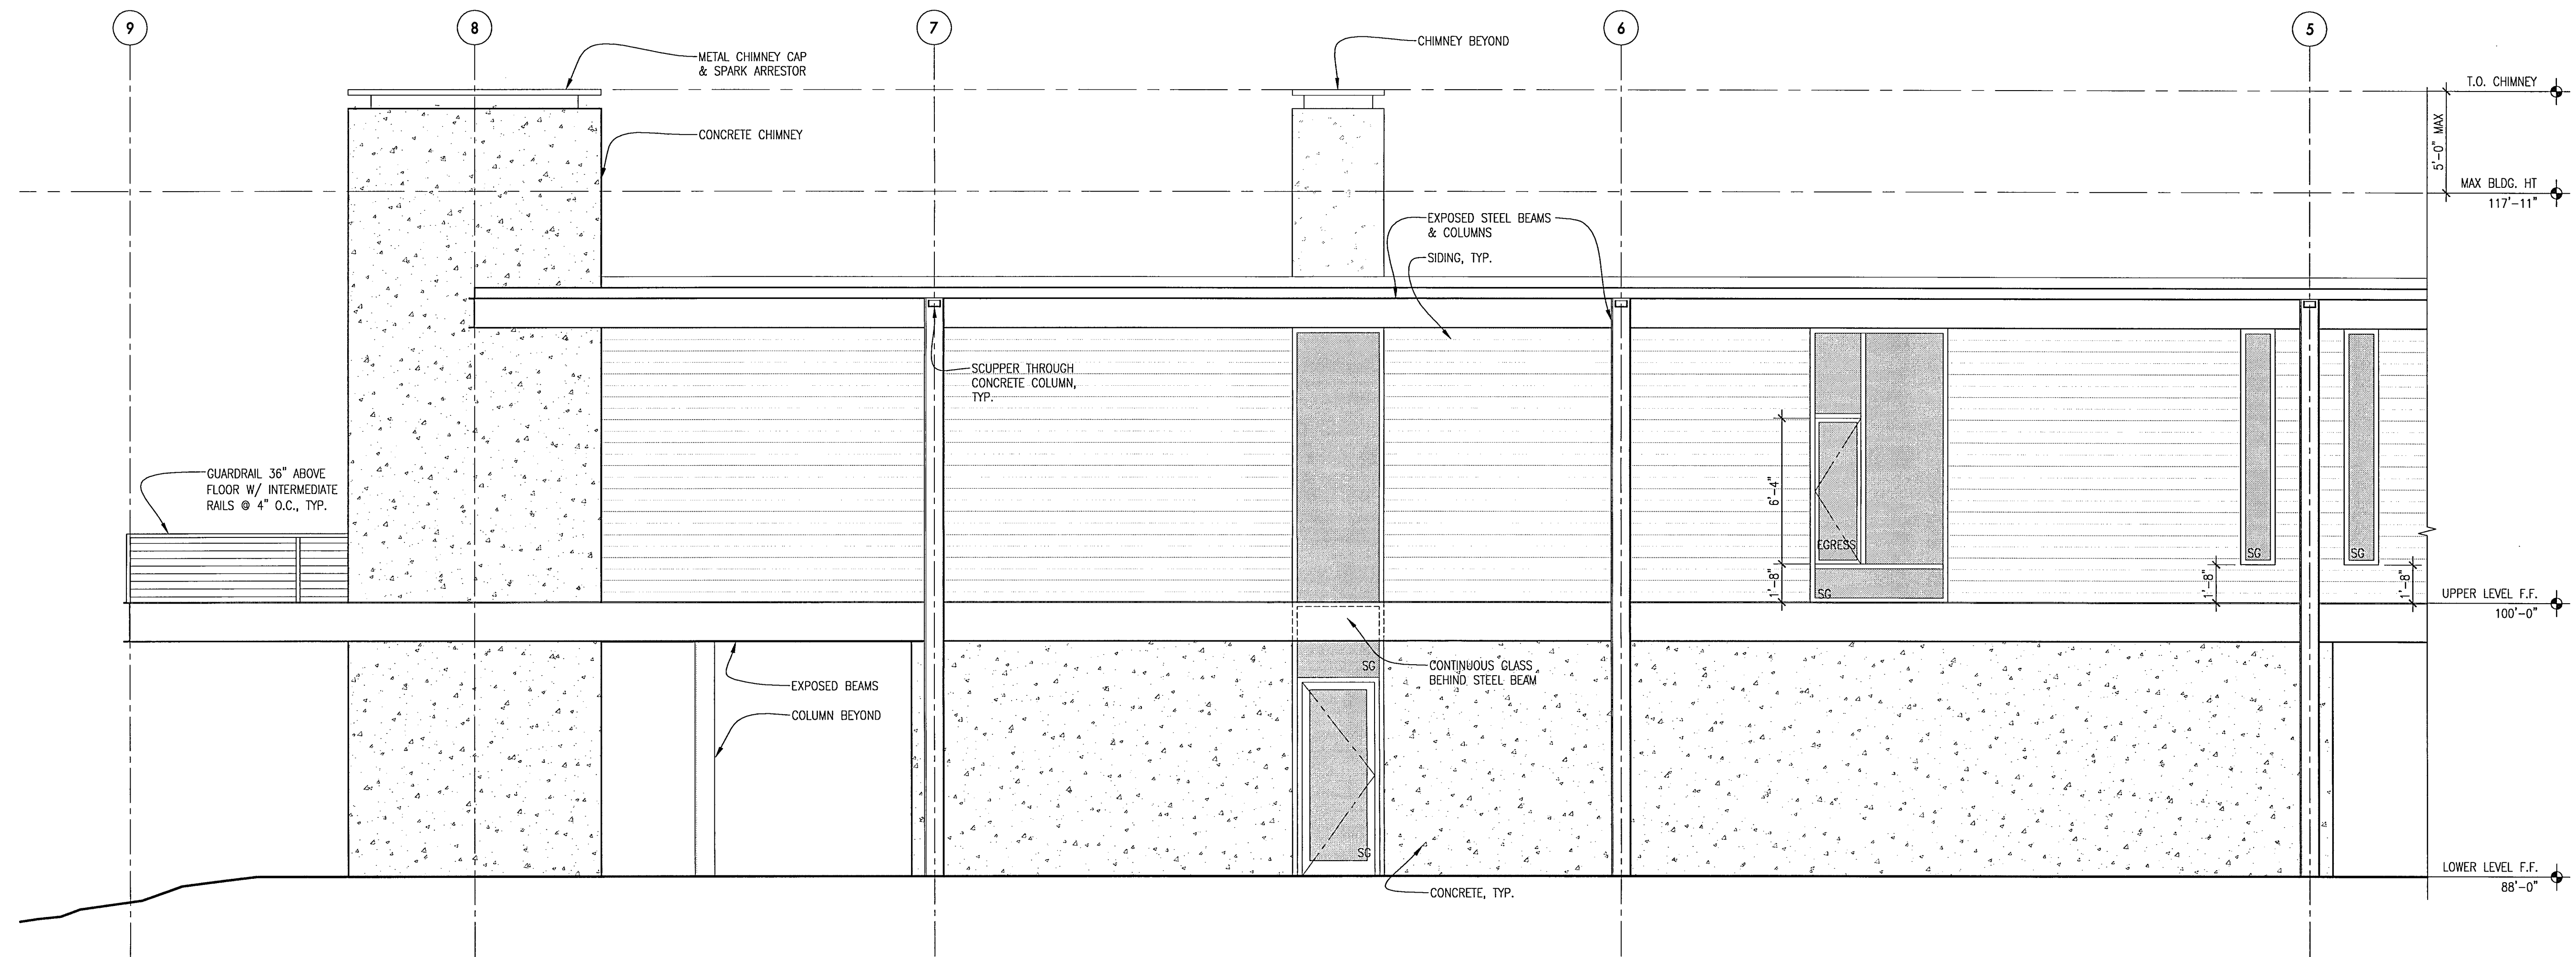 9
8
7
6
5
METAL CHIMNEY CAP
& SPARK ARRESTOR
CHIMNEY BEYOND
T.O. CHIMNEY
CONCRETE CHIMNEY
5'-0" MAX
MAX BLDG. HT
117'-11"
EXPOSED STEEL BEAMS
& COLUMNS
SIDING, TYP.
SCUPPER THROUGH
CONCRETE COLUMN,
TYP.
GUARDRAIL 36" ABOVE
FLOOR W/ INTERMEDIATE
RAILS @ 4" O.C., TYP.
6'-4"
EGRESS
1'-8"
SG
SG
1'-8"
SG
1'-8"
UPPER LEVEL F.F.
100'-0"
SG
CONTINUOUS GLASS
BEHIND STEEL BEAM
EXPOSED BEAMS
COLUMN BEYOND
SG
CONCRETE, TYP.
LOWER LEVEL F.F.
88'-0"